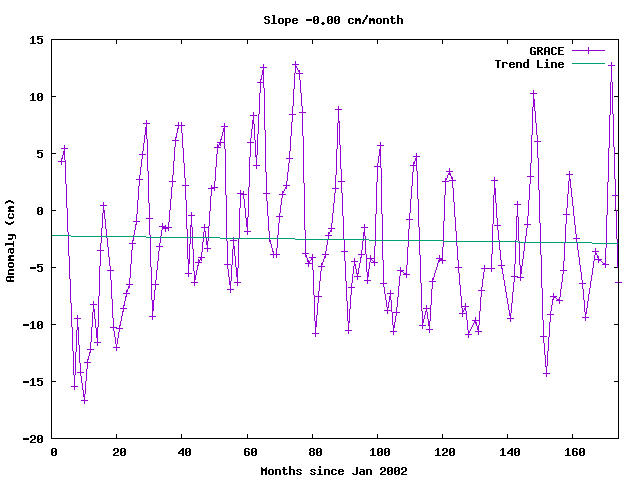 Slope -0.00 cm/month
GRACE
Trend Line
15
10
5
0
-5
-10
-15
-20
Anomaly (cm)
0 20 40 60 80 100 120 140 160
Months since Jan 2002